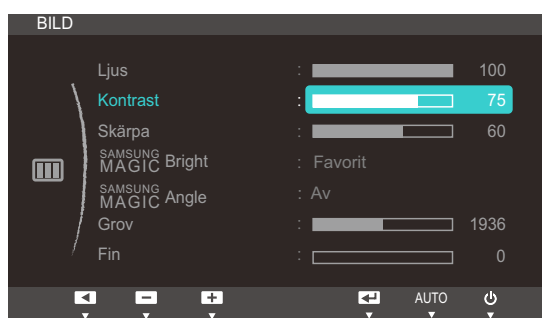 BILD
Ljus : 100
Kontrast : 75
Skärpa : 60
SAMSUNG MAGIC Bright : Favorit
SAMSUNG MAGIC Angle : Av
Grov : 1936
Fin : 0
AUTO